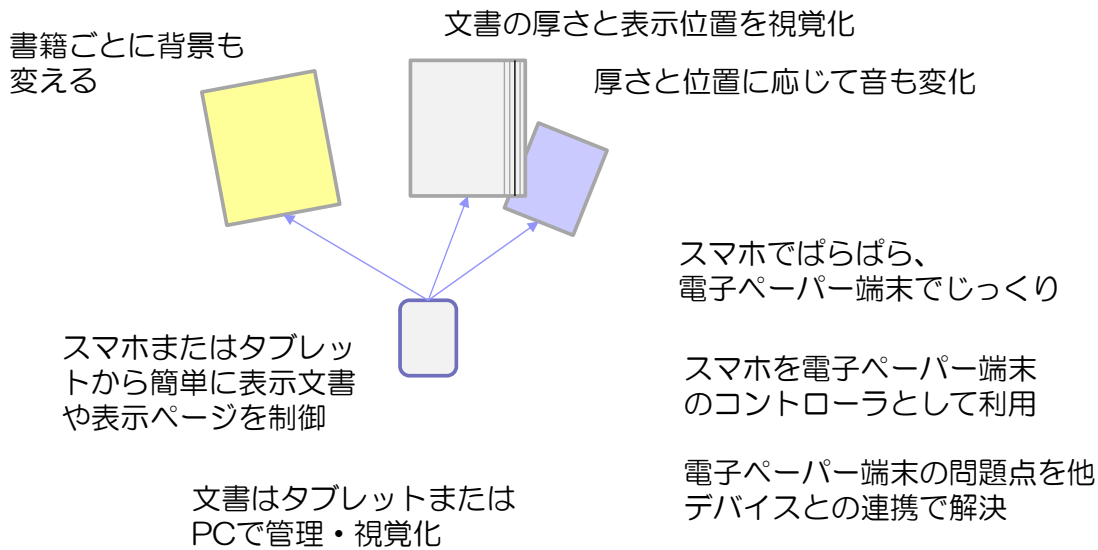 文書の厚さと表示位置を視覚化
書籍ごとに背景も
変える
厚さと位置に応じて音も変化
スマホでぱらぱら、
電子ペーパー端末でじっくり
スマホまたはタブレッ
トから簡単に表示文書
や表示ページを制御
スマホを電子ペーパー端末
のコントローラとして利用
電子ペーパー端末の問題点を他
デバイスとの連携で解決
文書はタブレットまたは
PCで管理・視覚化